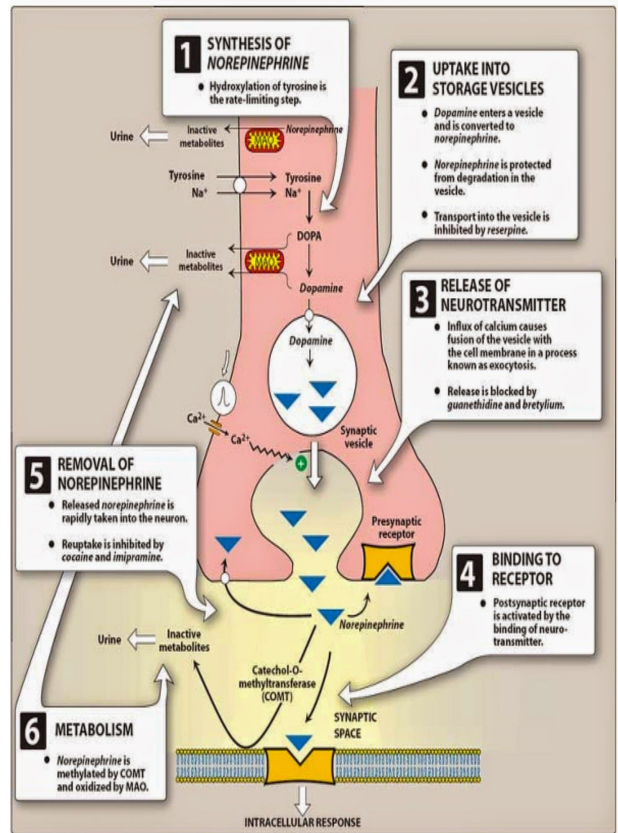 1 SYNTHESIS OF
NOREPINEPHRINE
• Hydroxylation of tyrosine is
the rate-limiting step.
2 UPTAKE INTO
STORAGE VESICLES
• Dopamine enters a vesicle
and is converted to
norepinephrine.
• Norepinephrine is protected
from degradation in the
vesicle.
• Transport into the vesicle is
inhibited by reserpine.
Urine
Inactive
metabolites
MAO
Norepinephrine
Tyrosine
Na+
Tyrosine
Na+
DOPA
Urine
Inactive
metabolites
MAO
Dopamine
Dopamine
3 RELEASE OF
NEUROTRANSMITTER
• Influx of calcium causes
fusion of the vesicle with
the cell membrane in a process
known as exocytosis.
• Release is blocked by
guanethidine and bretylium.
Ca2+
Ca2+
+
Synaptic
vesicle
5 REMOVAL OF
NOREPINEPHRINE
• Released norepinephrine is
rapidly taken into the neuron.
• Reuptake is inhibited by
cocaine and imipramine.
Presynaptic
receptor
4 BINDING TO
RECEPTOR
• Postsynaptic receptor
is activated by the
binding of neuro-
transmitter.
Norepinephrine
Urine
Inactive
metabolites
Catechol-O-
methyltransferase
(COMT)
SYNAPTIC
SPACE
6 METABOLISM
• Norepinephrine is
methylated by COMT
and oxidized by MAO.
INTRACELLULAR RESPONSE